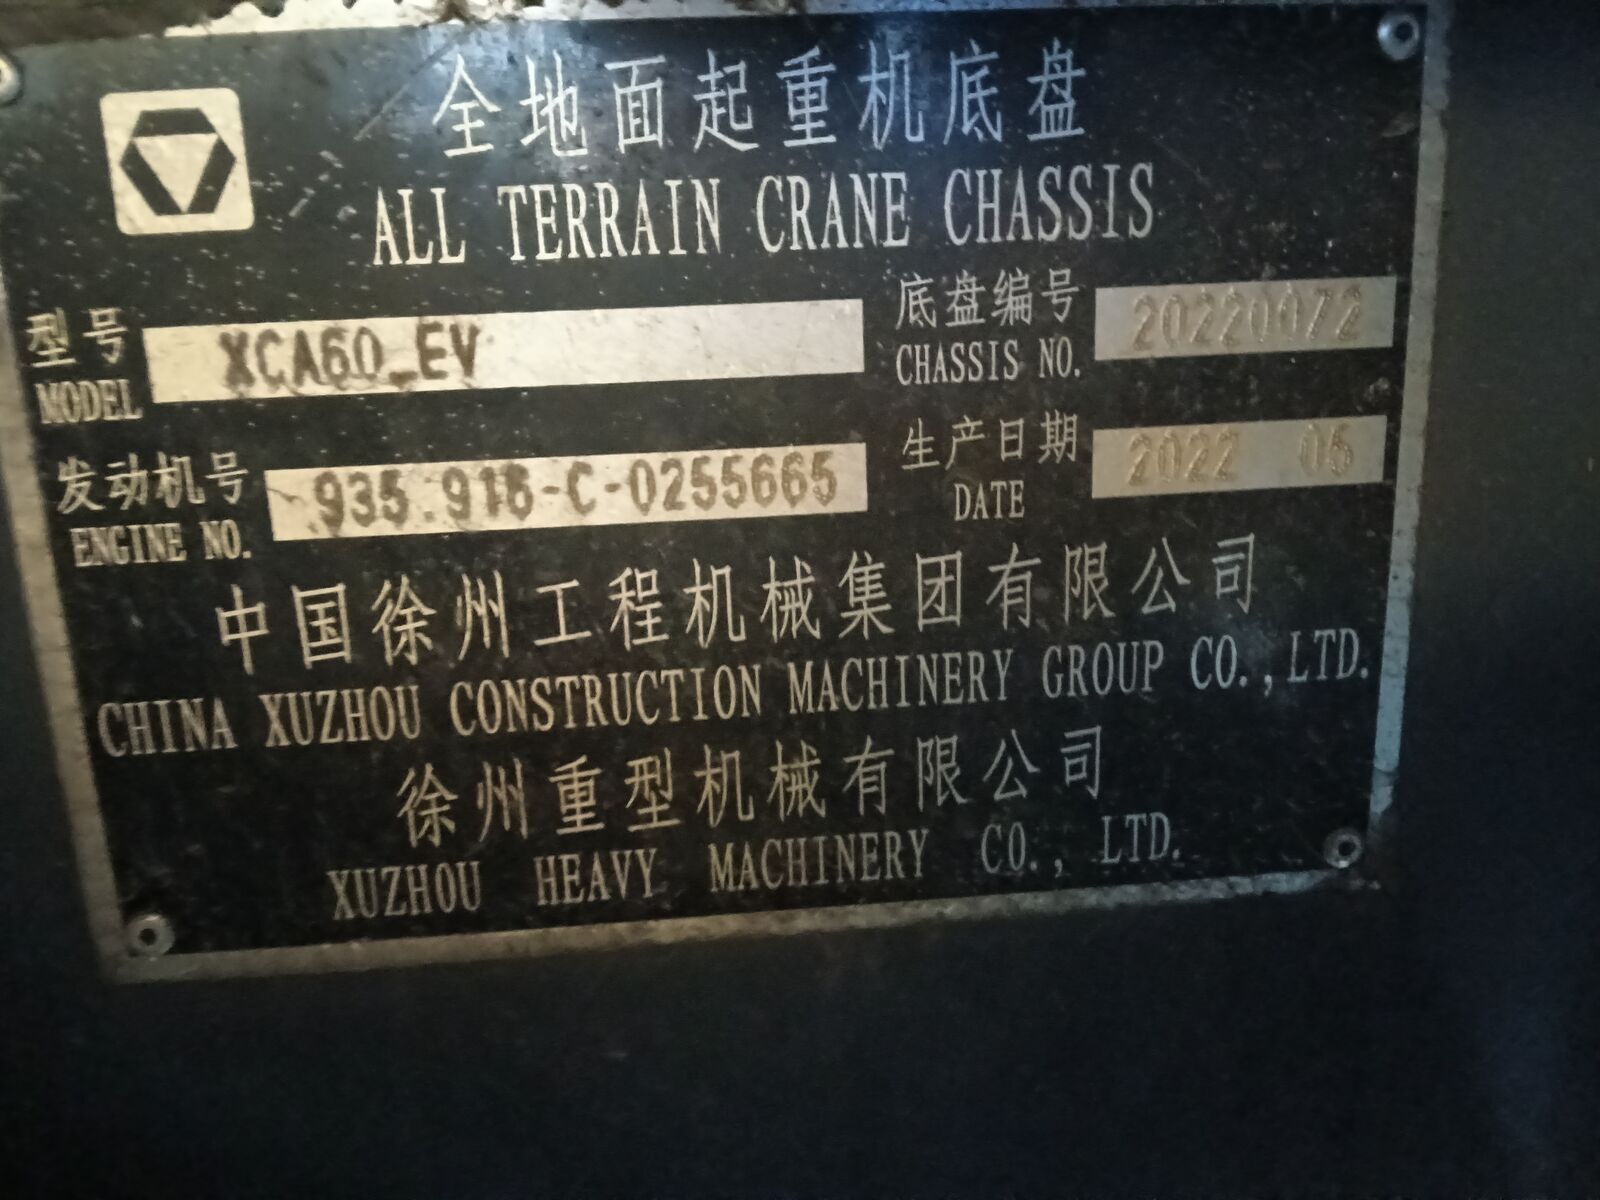 全地面起重机底盘
ALL TERRAIN CRANE CHASSIS
型号 XCA60_EV 底盘编号 20220072
MODEL CHASSIS NO.
发动机号 935.916-C-0255665 生产日期 2022 05
ENGINE NO. DATE
中国徐州工程机械集团有限公司
CHINA XUZHOU CONSTRUCTION MACHINERY GROUP CO.,LTD.
徐州重型机械有限公司
XUZHOU HEAVY MACHINERY CO., LTD.